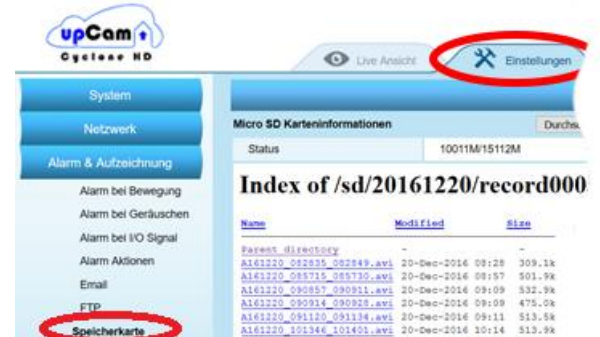 upCam
Cyclone HD
Live Ansicht
Einstellungen
System
Netzwerk
Alarm & Aufzeichnung
Alarm bei Bewegung
Alarm bei Geräuschen
Alarm bei I/O Signal
Alarm Aktionen
Email
FTP
Speicherkarte
Micro SD Karteninformationen
Durchsu
Status 10011M/15112M
Index of /sd/20161220/record000
Name Modified Size
Parent directory - -
A161220_082835_082849.avi 20-Dec-2016 08:28 309.1k
A161220_085715_085730.avi 20-Dec-2016 08:57 501.9k
A161220_090857_090911.avi 20-Dec-2016 09:09 532.9k
A161220_090914_090928.avi 20-Dec-2016 09:09 475.0k
A161220_091120_091134.avi 20-Dec-2016 09:11 513.5k
A161220_101346_101401.avi 20-Dec-2016 10:14 513.9k